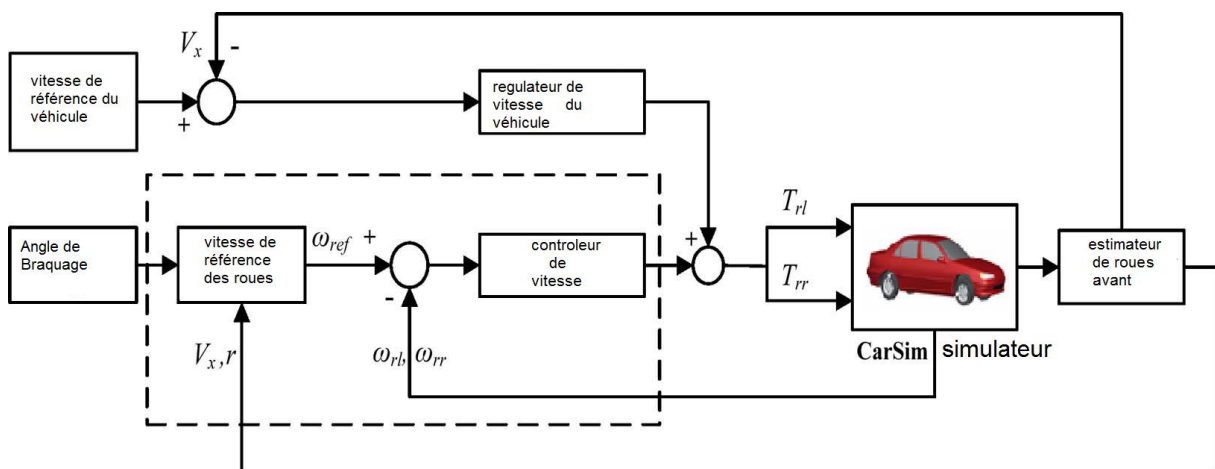 V_x -
vitesse de
référence du
véhicule
+
regulateur de
vitesse du
véhicule
Angle de
Braquage
vitesse de
référence
des roues
ω_ref +
-
controleur
de
vitesse
+
T_rl
T_rr
estimateur
de roues
avant
V_x,r
ω_rl, ω_rr
CarSim simulateur